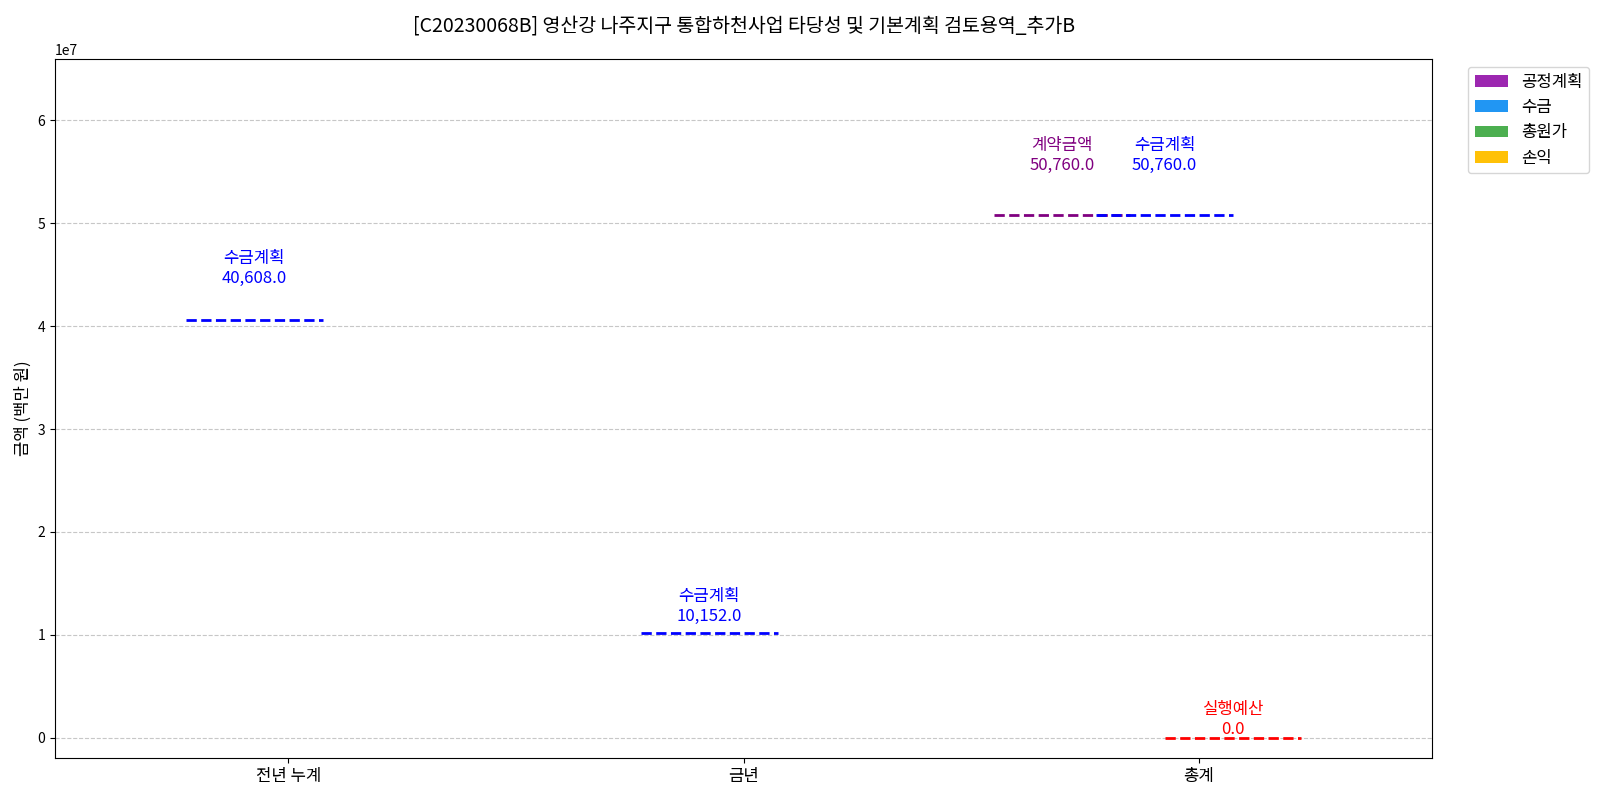 [C20230068B] 영산강 나주지구 통합하천사업 타당성 및 기본계획 검토용역_추가B
1e7
금액 (백만 원)
6
5
4
3
2
1
0
수금계획
40,608.0
수금계획
10,152.0
계약금액
50,760.0
수금계획
50,760.0
실행예산
0.0
전년 누계
금년
총계
공정계획
수금
총원가
손익